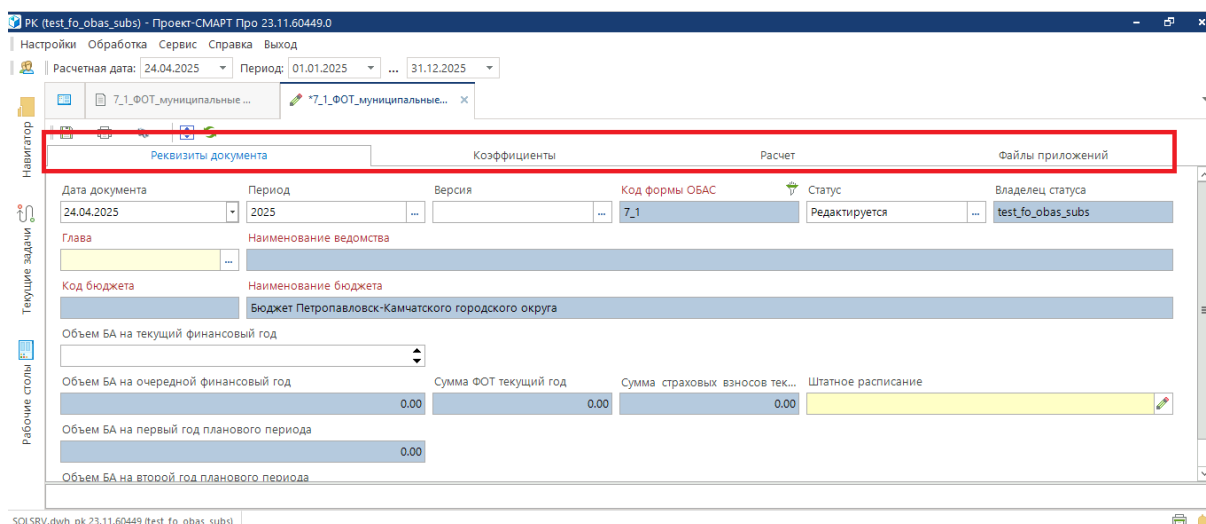 РК (test_fo_obas_subs) - Проект-СМАРТ Про 23.11.60449.0
Настройки Обработка Сервис Справка Выход
Расчетная дата: 24.04.2025 Период: 01.01.2025 ... 31.12.2025
7_1_ФОТ_муниципальные ... *7_1_ФОТ_муниципальные...
Навигатор
Текущие задачи
Рабочие столы
Реквизиты документа Коэффициенты Расчет Файлы приложений
Дата документа Период Версия Код формы ОБАС Статус Владелец статуса
24.04.2025 2025 ... ... 7_1 Редактируется ... test_fo_obas_subs
Глава Наименование ведомства
...
Код бюджета Наименование бюджета
Бюджет Петропавловск-Камчатского городского округа
Объем БА на текущий финансовый год
Объем БА на очередной финансовый год Сумма ФОТ текущий год Сумма страховых взносов тек... Штатное расписание
0.00 0.00 0.00
Объем БА на первый год планового периода
0.00
Объем БА на второй год планового периода
SQLSRV.dwh_pk 23.11.60449 (test_fo_obas_subs)